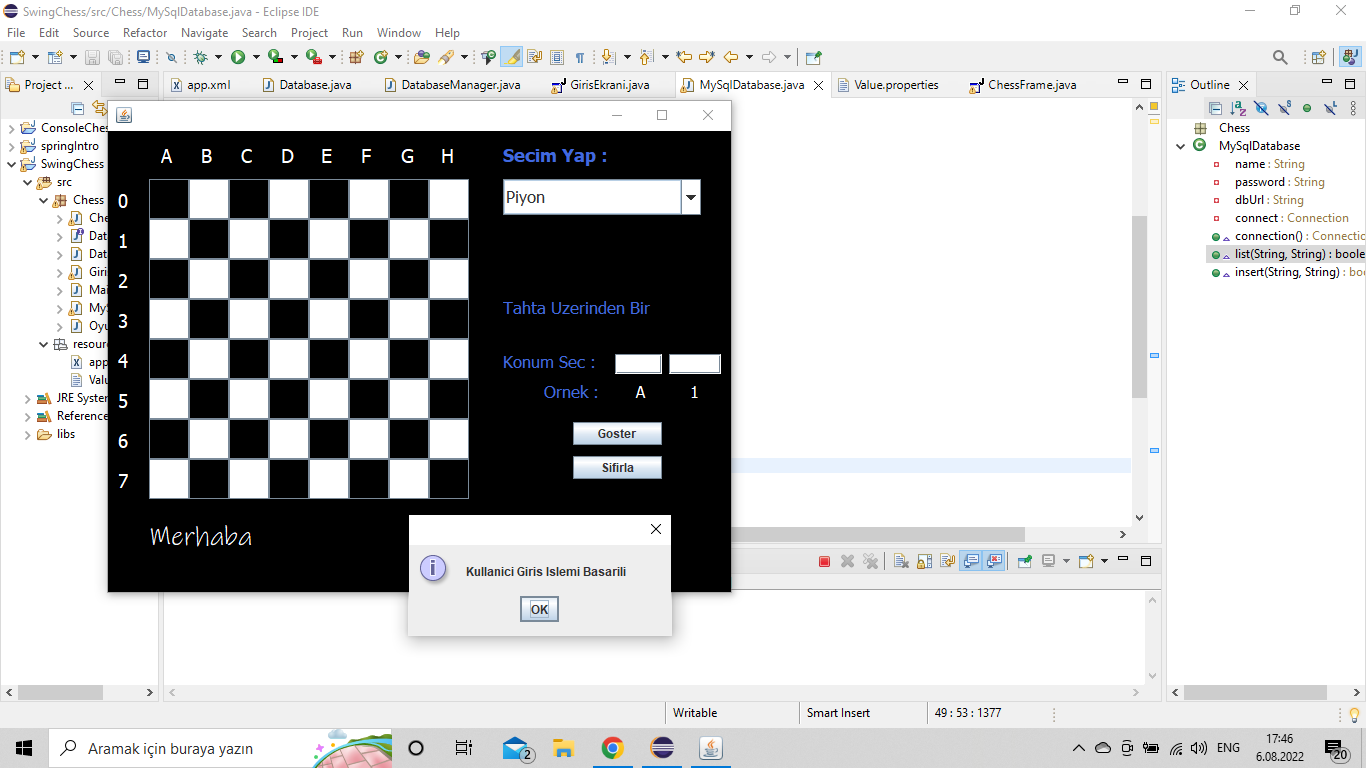 SwingChess/src/Chess/MySqlDatabase.java - Eclipse IDE
File Edit Source Refactor Navigate Search Project Run Window Help
Project ...
app.xml Database.java DatabaseManager.java GirisEkrani.java MySqlDatabase.java Value.properties ChessFrame.java
Outline
ConsoleChes
springIntro
SwingChess
src
Chess
Che
Dat
Dat
Giri
Mai
MyS
Oyu
resourc
app
Valu
JRE System
Reference
libs
A B C D E F G H
0
1
2
3
4
5
6
7
Secim Yap :
Piyon
Tahta Uzerinden Bir
Konum Sec :
Ornek : A 1
Goster
Sifirla
Merhaba
Kullanici Giris Islemi Basarili
OK
Chess
MySqlDatabase
name : String
password : String
dbUrl : String
connect : Connection
connection() : Connectic
list(String, String) : boole
insert(String, String) : boo
Writable Smart Insert 49 : 53 : 1377
Aramak için buraya yazın
2
ENG
17:46
6.08.2022
20